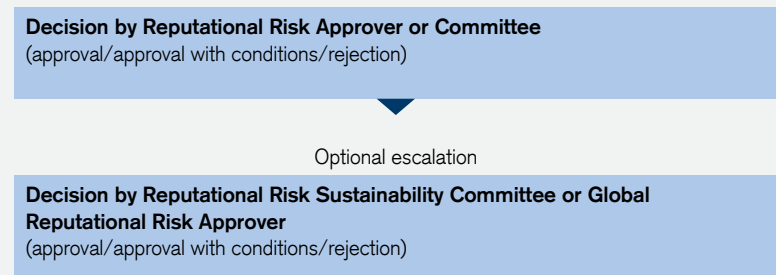 Decision by Reputational Risk Approver or Committee
(approval/approval with conditions/rejection)
Optional escalation
Decision by Reputational Risk Sustainability Committee or Global
Reputational Risk Approver
(approval/approval with conditions/rejection)